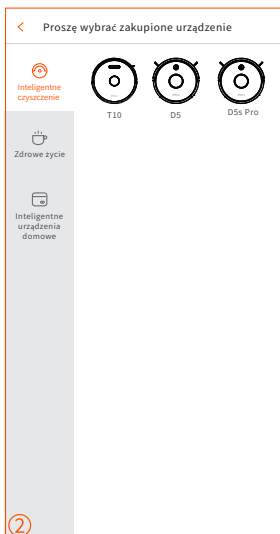 Proszę wybrać zakupione urządzenie
Inteligentne
czyszczenie
T10
D5
D5s Pro
Zdrowe życie
Inteligentne
urządzenia
domowe
2